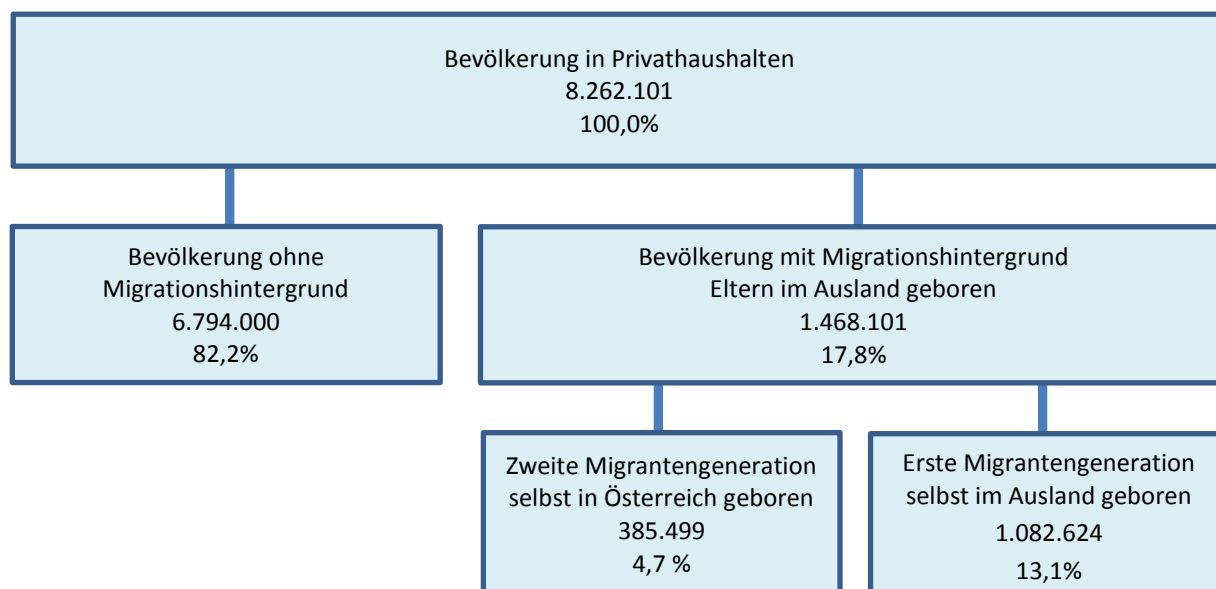 Bevölkerung in Privathaushalten
8.262.101
100,0%
Bevölkerung ohne
Migrationshintergrund
6.794.000
82,2%
Bevölkerung mit Migrationshintergrund
Eltern im Ausland geboren
1.468.101
17,8%
Zweite Migrantengeneration
selbst in Österreich geboren
385.499
4,7 %
Erste Migrantengeneration
selbst im Ausland geboren
1.082.624
13,1%